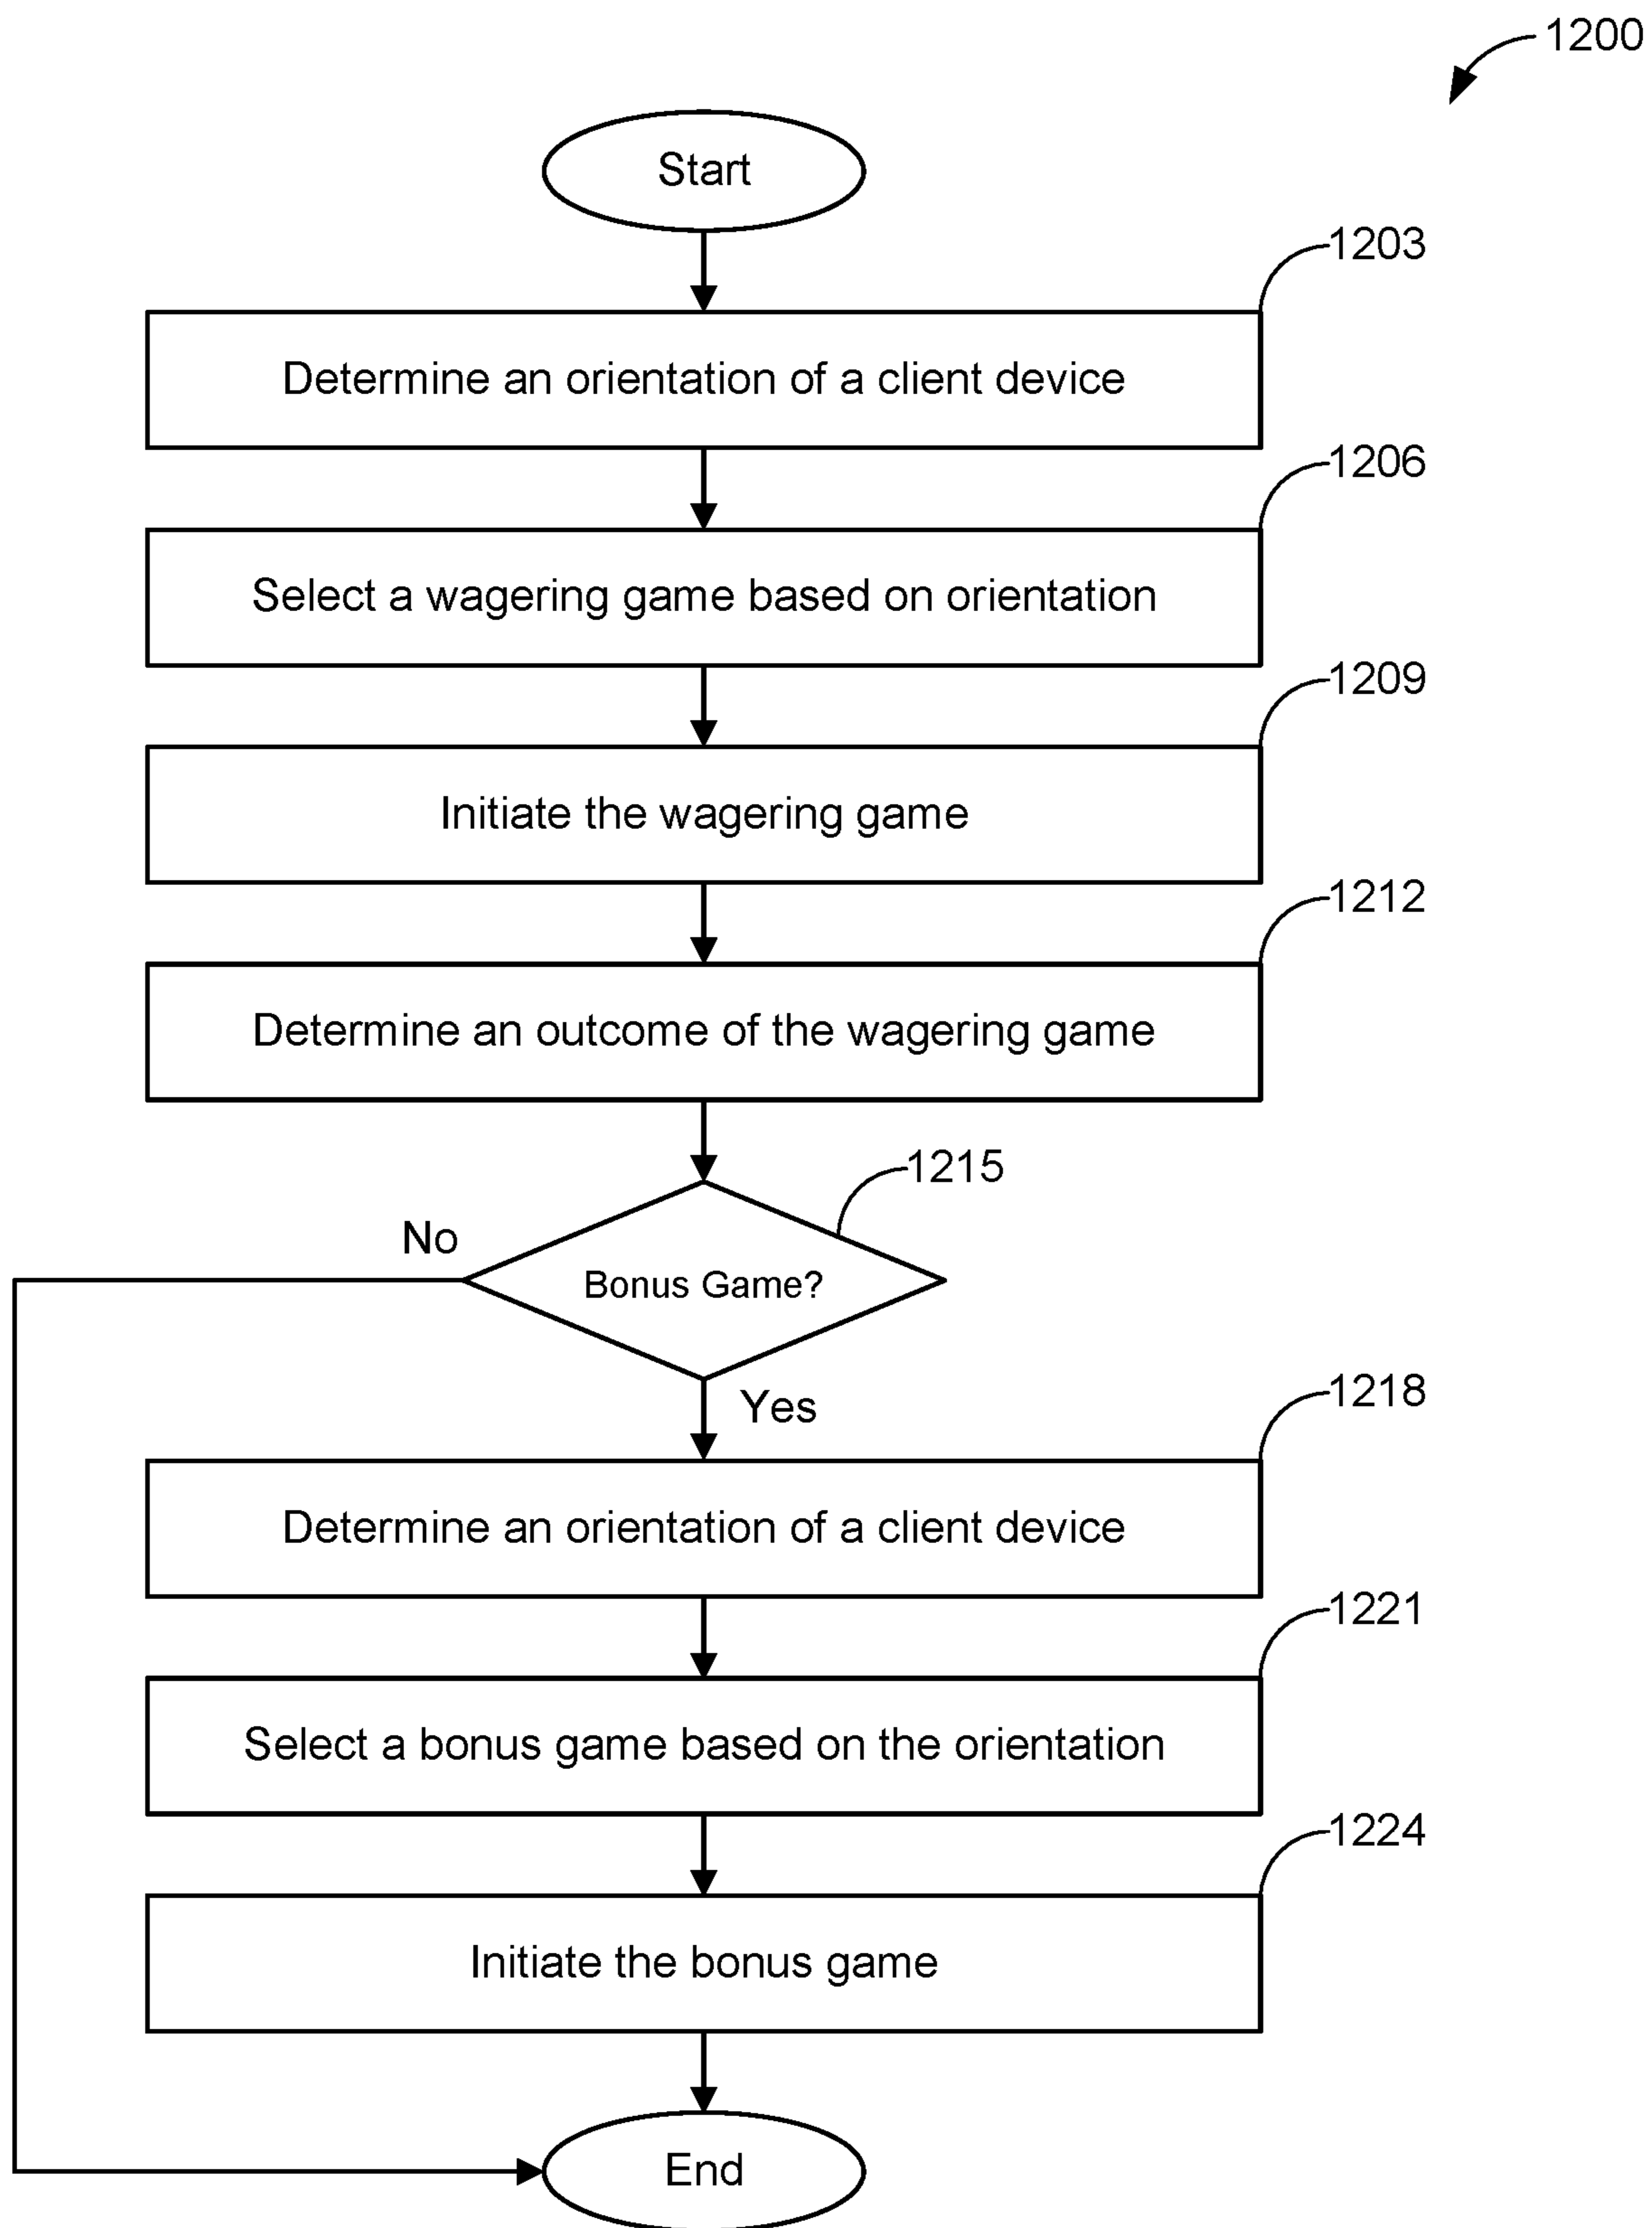 1200
Start
1203
Determine an orientation of a client device
1206
Select a wagering game based on orientation
1209
Initiate the wagering game
1212
Determine an outcome of the wagering game
1215
No
Bonus Game?
Yes
1218
Determine an orientation of a client device
1221
Select a bonus game based on the orientation
1224
Initiate the bonus game
End